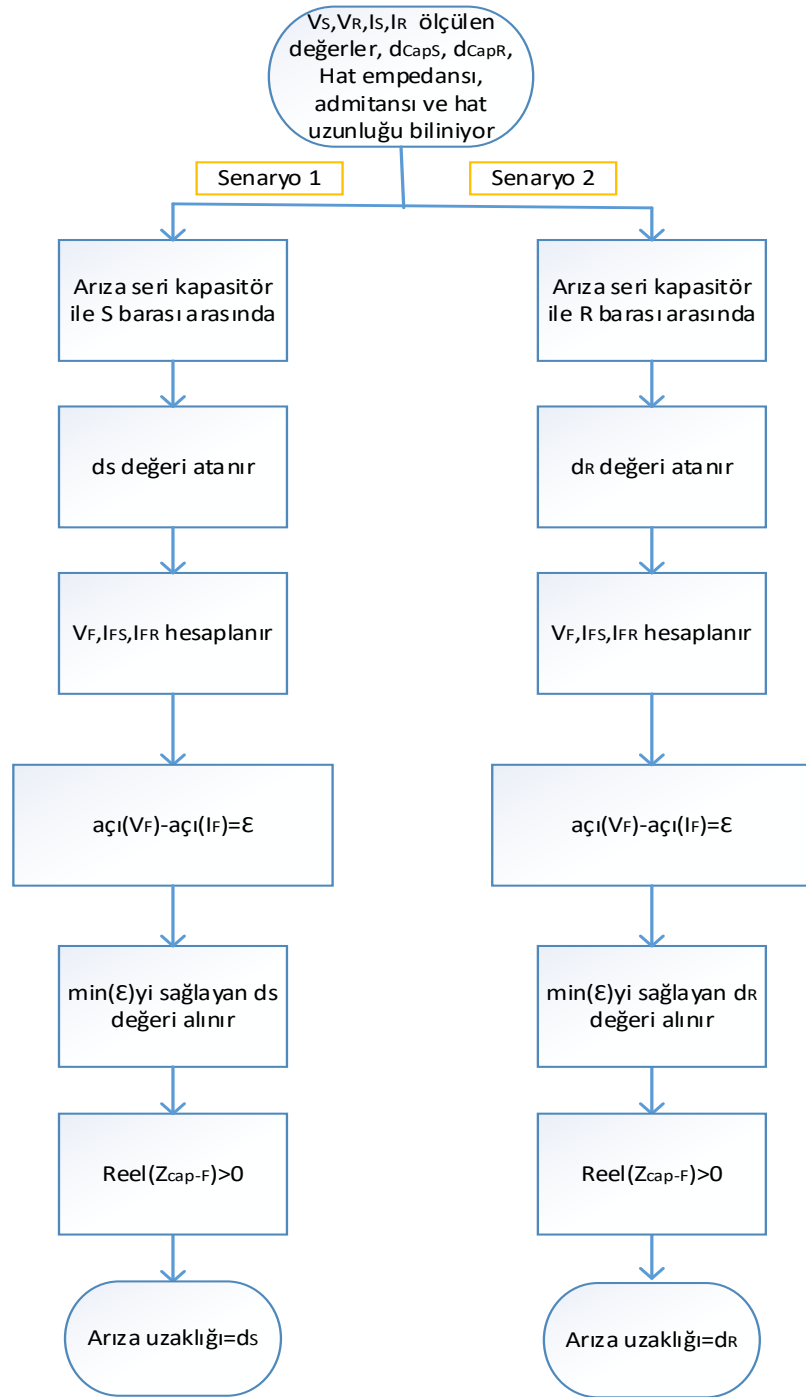 VS,VR,IS,IR ölçülen
değerler, dCapS, dCapR,
Hat empedansı,
admitansı ve hat
uzunluğu biliniyor
Senaryo 1
Senaryo 2
Arıza seri kapasitör
ile S barası arasında
Arıza seri kapasitör
ile R barası arasında
ds değeri atanır
dR değeri atanır
VF,IFS,IFR hesaplanır
VF,IFS,IFR hesaplanır
açı(VF)-açı(IF)=Ɛ
açı(VF)-açı(IF)=Ɛ
min(Ɛ)yi sağlayan ds
değeri alınır
min(Ɛ)yi sağlayan dR
değeri alınır
Reel(Zcap-F)>0
Reel(Zcap-F)>0
Arıza uzaklığı=ds
Arıza uzaklığı=dR